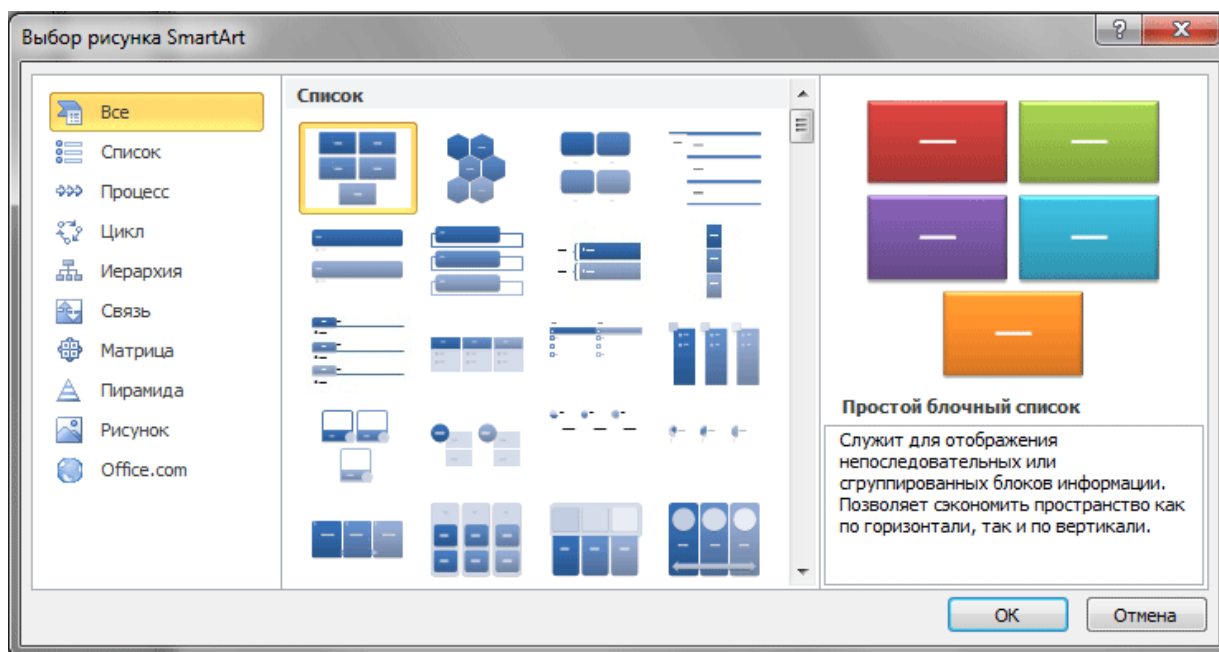 Выбор рисунка SmartArt
Все
Список
Процесс
Цикл
Иерархия
Связь
Матрица
Пирамида
Рисунок
Office.com
Список
Простой блочный список
Служит для отображения
непоследовательных или
сгруппированных блоков информации.
Позволяет сэкономить пространство как
по горизонтали, так и по вертикали.
ОК
Отмена